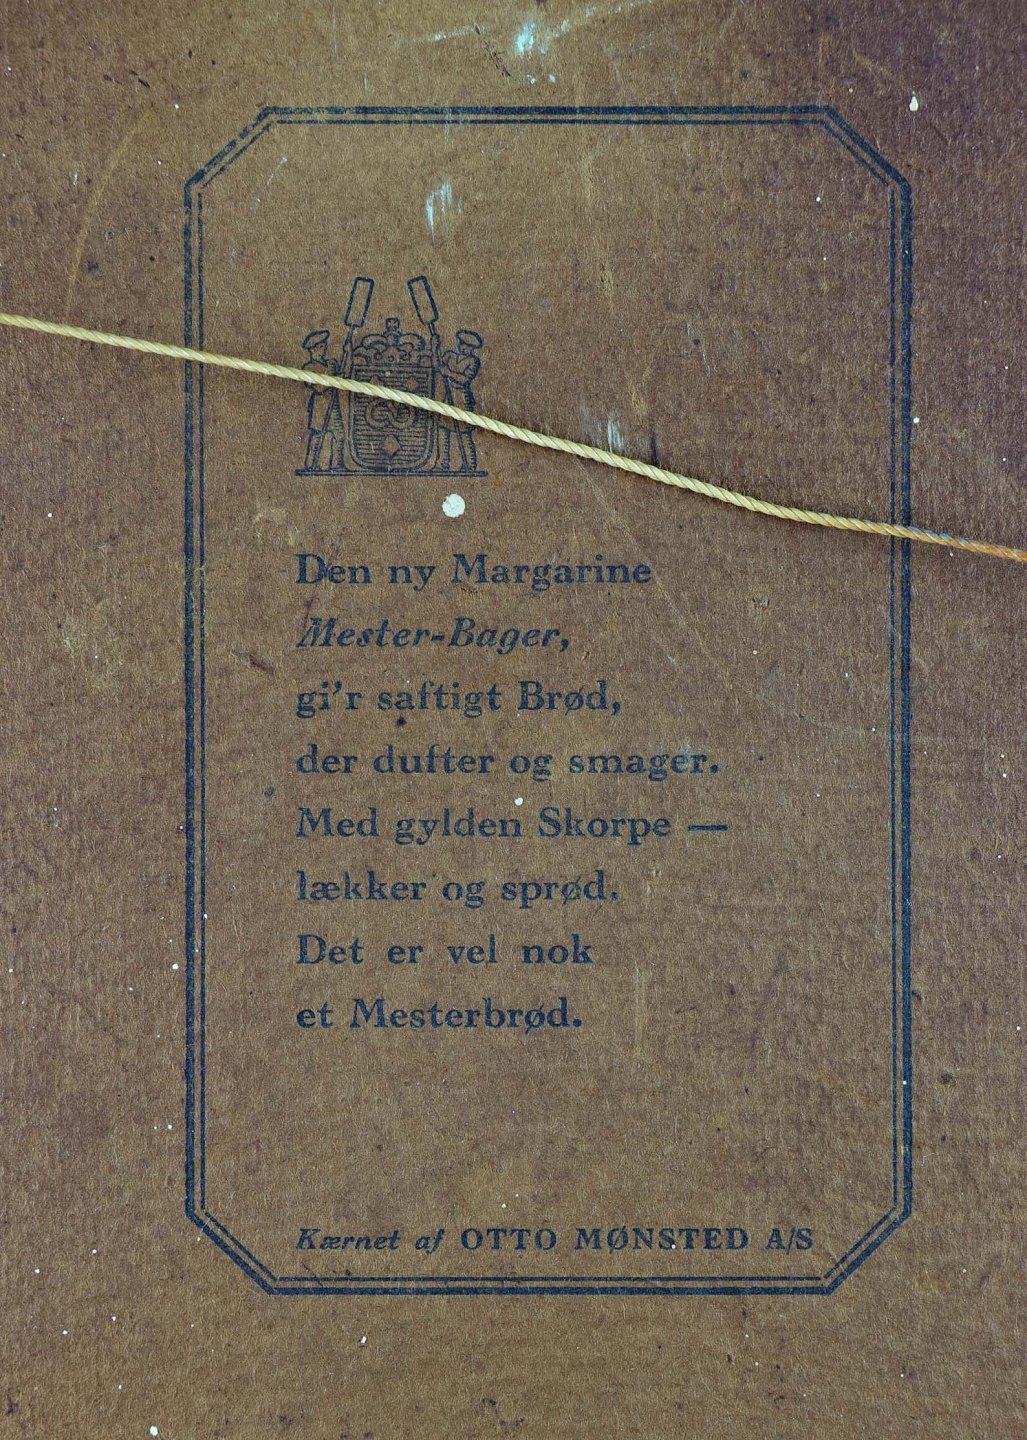 Den ny Margarine
Mester-Bager,
gi'r saftigt Brød,
der dufter og smager.
Med gylden Skorpe —
lækker og sprød.
Det er vel nok
et Mesterbrød.
Kærnet af OTTO MØNSTED A/S